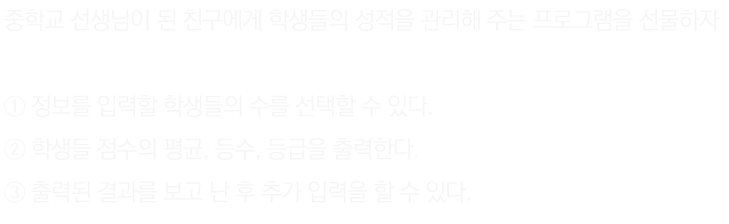 중학교 선생님이 된 친구에게 학생들의 성적을 관리해 주는 프로그램을 선물하자
① 정보를 입력할 학생들의 수를 선택할 수 있다.
② 학생들 점수의 평균, 등수, 등급을 출력한다.
③ 출력된 결과를 보고 난 후 추가 입력을 할 수 있다.